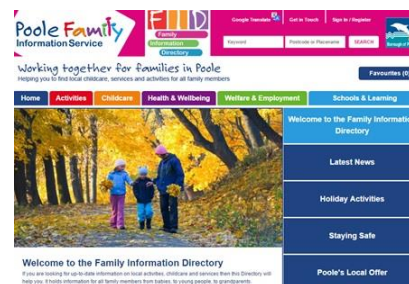 Poole Family
Information Service
FID
Family
Information
Directory
Google Translate
Get in Touch
Sign In / Register
Keyword
Postcode or Placename
SEARCH
Borough of P
Working together for families in Poole
Helping you to find local childcare, services and activities for all family members
Favourites (0
Home
Activities
Childcare
Health & Wellbeing
Welfare & Employment
Schools & Learning
Welcome to the Family Informatio
Directory
Latest News
Holiday Activities
Staying Safe
Poole's Local Offer
Welcome to the Family Information Directory
If you are looking for up-to-date information on local activities, childcare and services then this Directory will
help you. It holds information for all family members from babies, to young people, to grandparents.